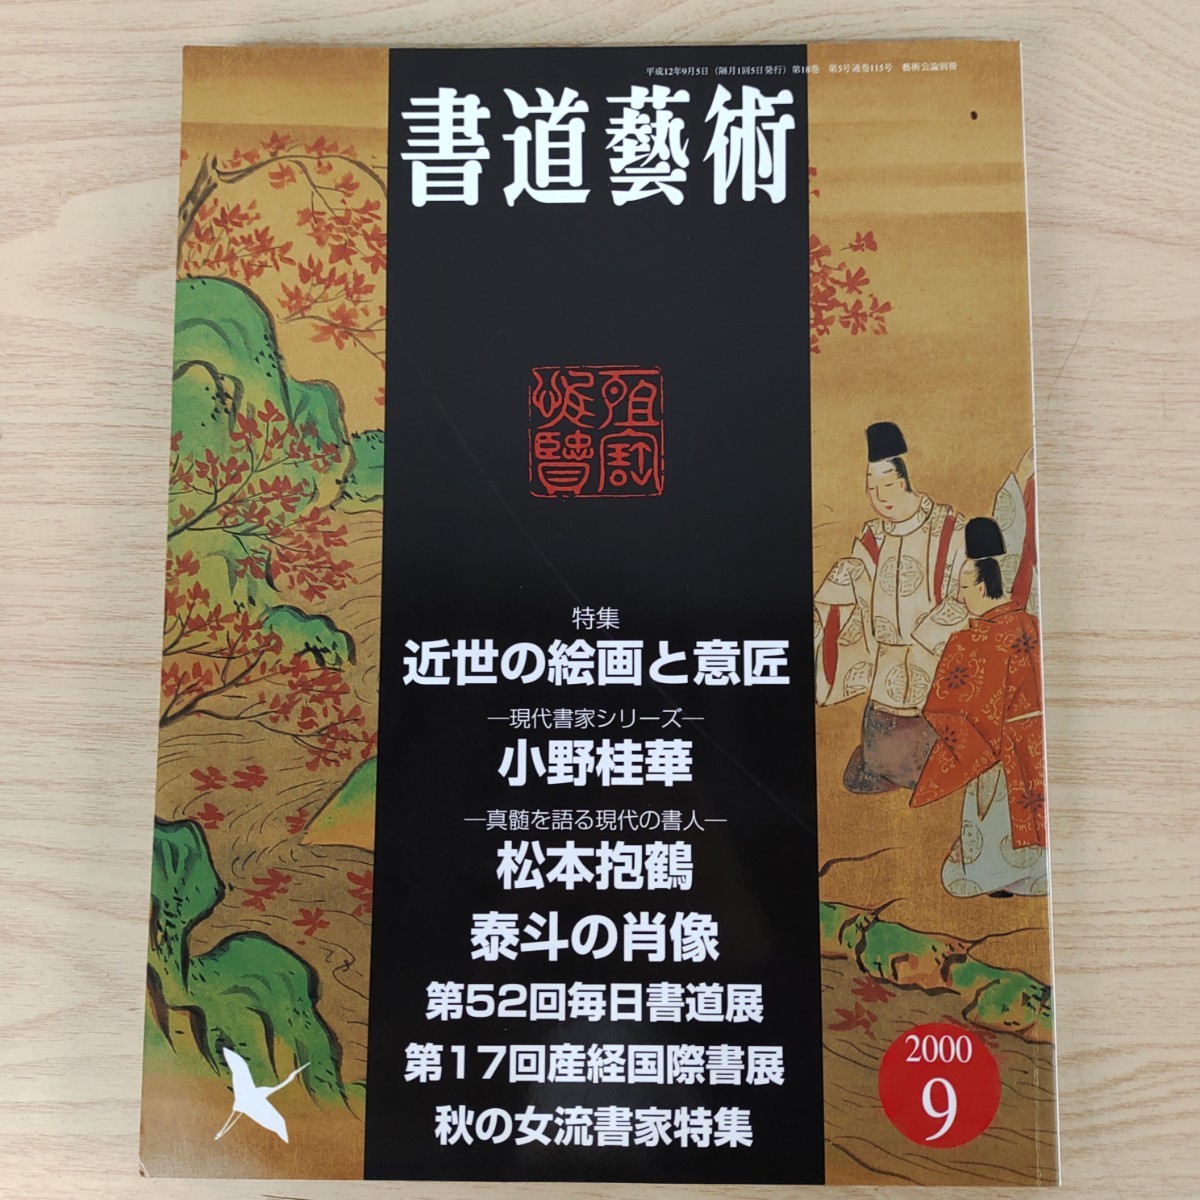 平成12年9月5日（隔月1回5日発行）第18巻　第5号通巻115号　藝術公論別冊
書道藝術
特集
近世の絵画と意匠
―現代書家シリーズ―
小野桂華
―真髄を語る現代の書人―
松本抱鶴
泰斗の肖像
第52回毎日書道展
第17回産経国際書展
秋の女流書家特集
2000
9